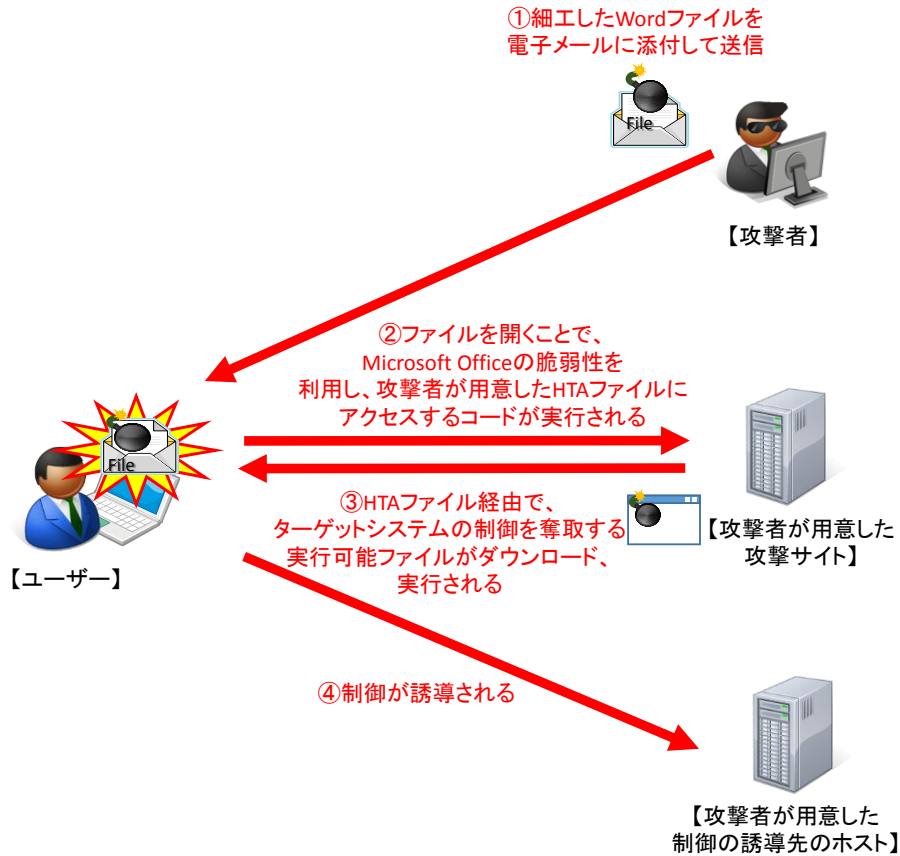 ①細工したWordファイルを
電子メールに添付して送信
File
【攻撃者】
②ファイルを開くことで、
Microsoft Officeの脆弱性を
利用し、攻撃者が用意したHTAファイルに
アクセスするコードが実行される
File
【ユーザー】
③HTAファイル経由で、
ターゲットシステムの制御を奪取する
実行可能ファイルがダウンロード、
実行される
【攻撃者が用意した
攻撃サイト】
④制御が誘導される
【攻撃者が用意した
制御の誘導先のホスト】